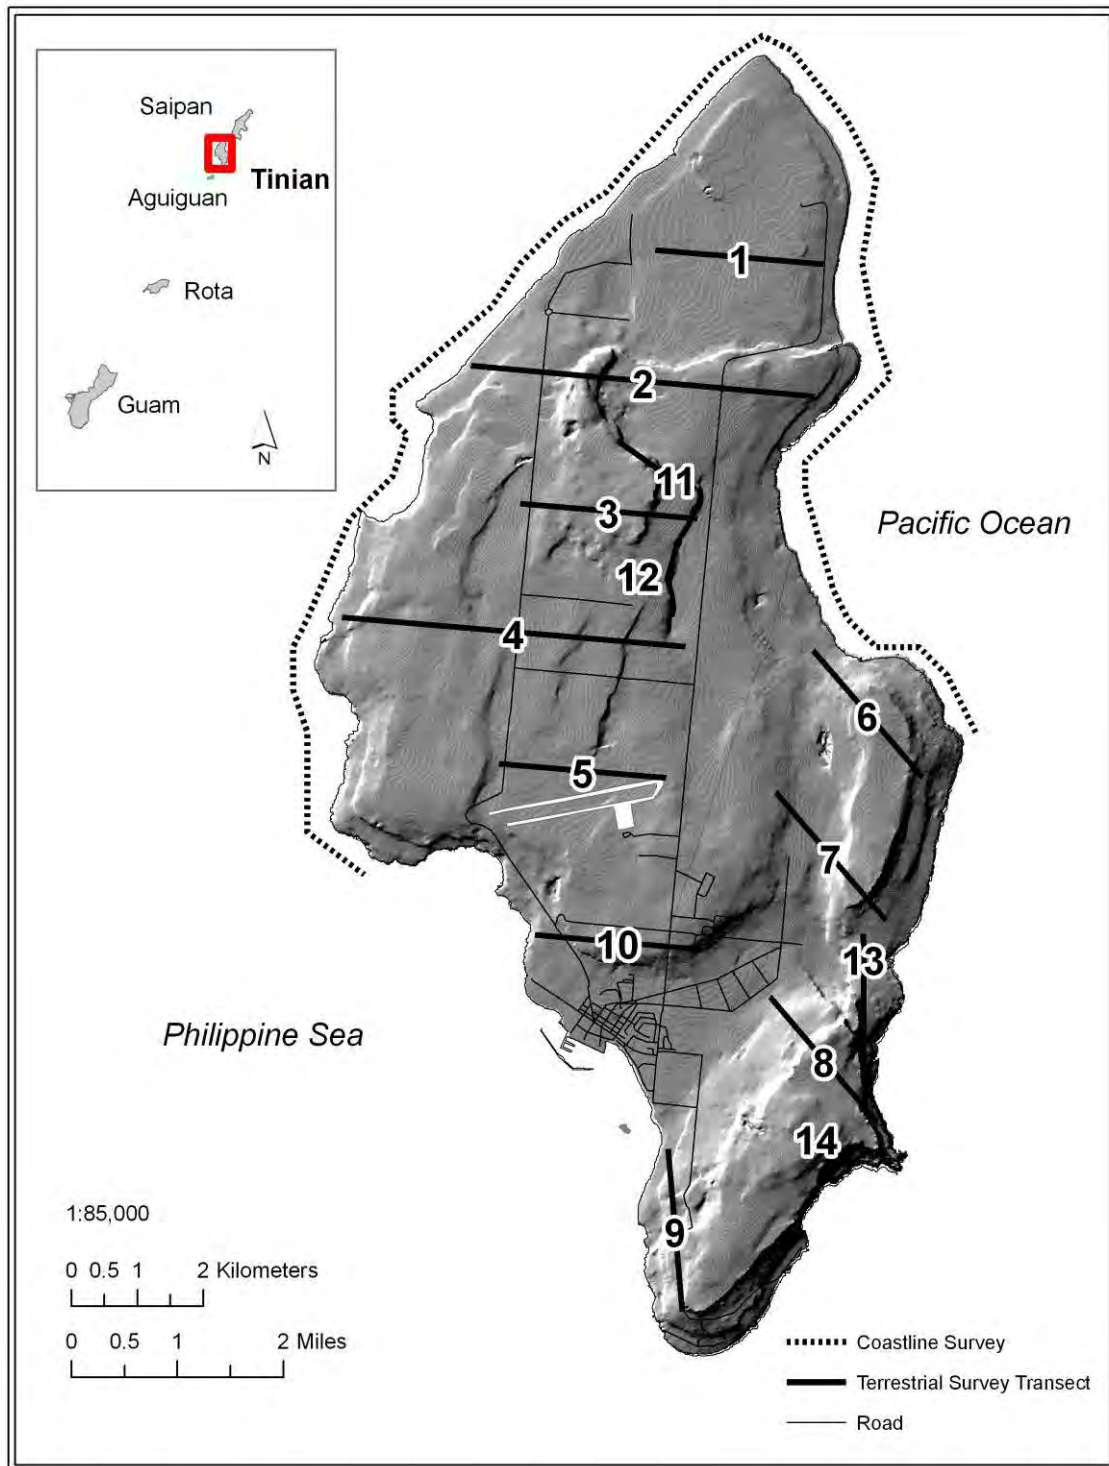 Saipan
Tinian
Aguiguan
Rota
Guam
N
1
2
11
3
Pacific Ocean
12
4
6
5
7
10
13
Philippine Sea
8
14
9
1:85,000
0 0.5 1 2 Kilometers
0 0.5 1 2 Miles
Coastline Survey
Terrestrial Survey Transect
Road